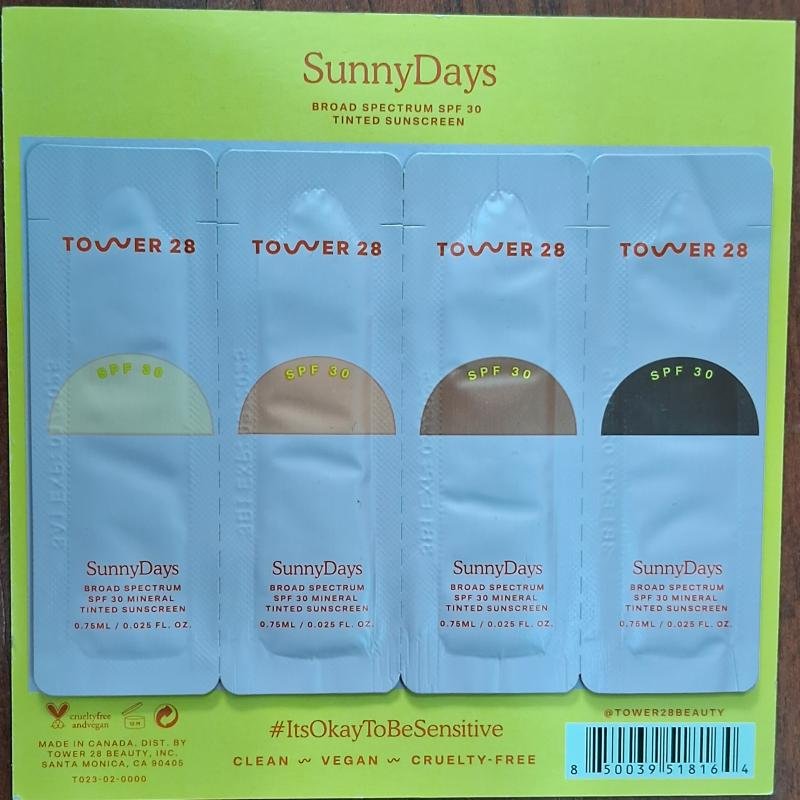 SunnyDays
BROAD SPECTRUM SPF 30
TINTED SUNSCREEN
TOWER 28
SPF 30
SunnyDays
BROAD SPECTRUM
SPF 30 MINERAL
TINTED SUNSCREEN
0.75ML / 0.025 FL. OZ.
TOWER 28
SPF 30
SunnyDays
BROAD SPECTRUM
SPF 30 MINERAL
TINTED SUNSCREEN
0.75ML / 0.025 FL. OZ.
TOWER 28
SPF 30
SunnyDays
BROAD SPECTRUM
SPF 30 MINERAL
TINTED SUNSCREEN
0.75ML / 0.025 FL. OZ.
TOWER 28
SPF 30
SunnyDays
BROAD SPECTRUM
SPF 30 MINERAL
TINTED SUNSCREEN
0.75ML / 0.025 FL. OZ.
crueltyfree
andvegan
12 M
MADE IN CANADA, DIST. BY
TOWER 28 BEAUTY, INC.
SANTA MONICA, CA 90405
T023-02-0000
#ItsOkayToBeSensitive
CLEAN ~ VEGAN ~ CRUELTY-FREE
@TOWER28BEAUTY
8 50039 51816 4